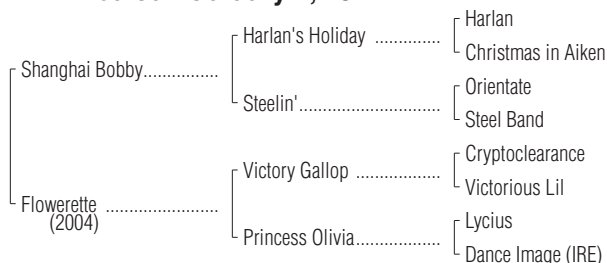 Harlan
Harlan's Holiday ..............
Christmas in Aiken
Shanghai Bobby................
Orientate
Steelin'..............................
Steel Band
Cryptoclearance
Victory Gallop ..................
Victorious Lil
Flowerette ........................
(2004)
Lycius
Princess Olivia..................
Dance Image (IRE)